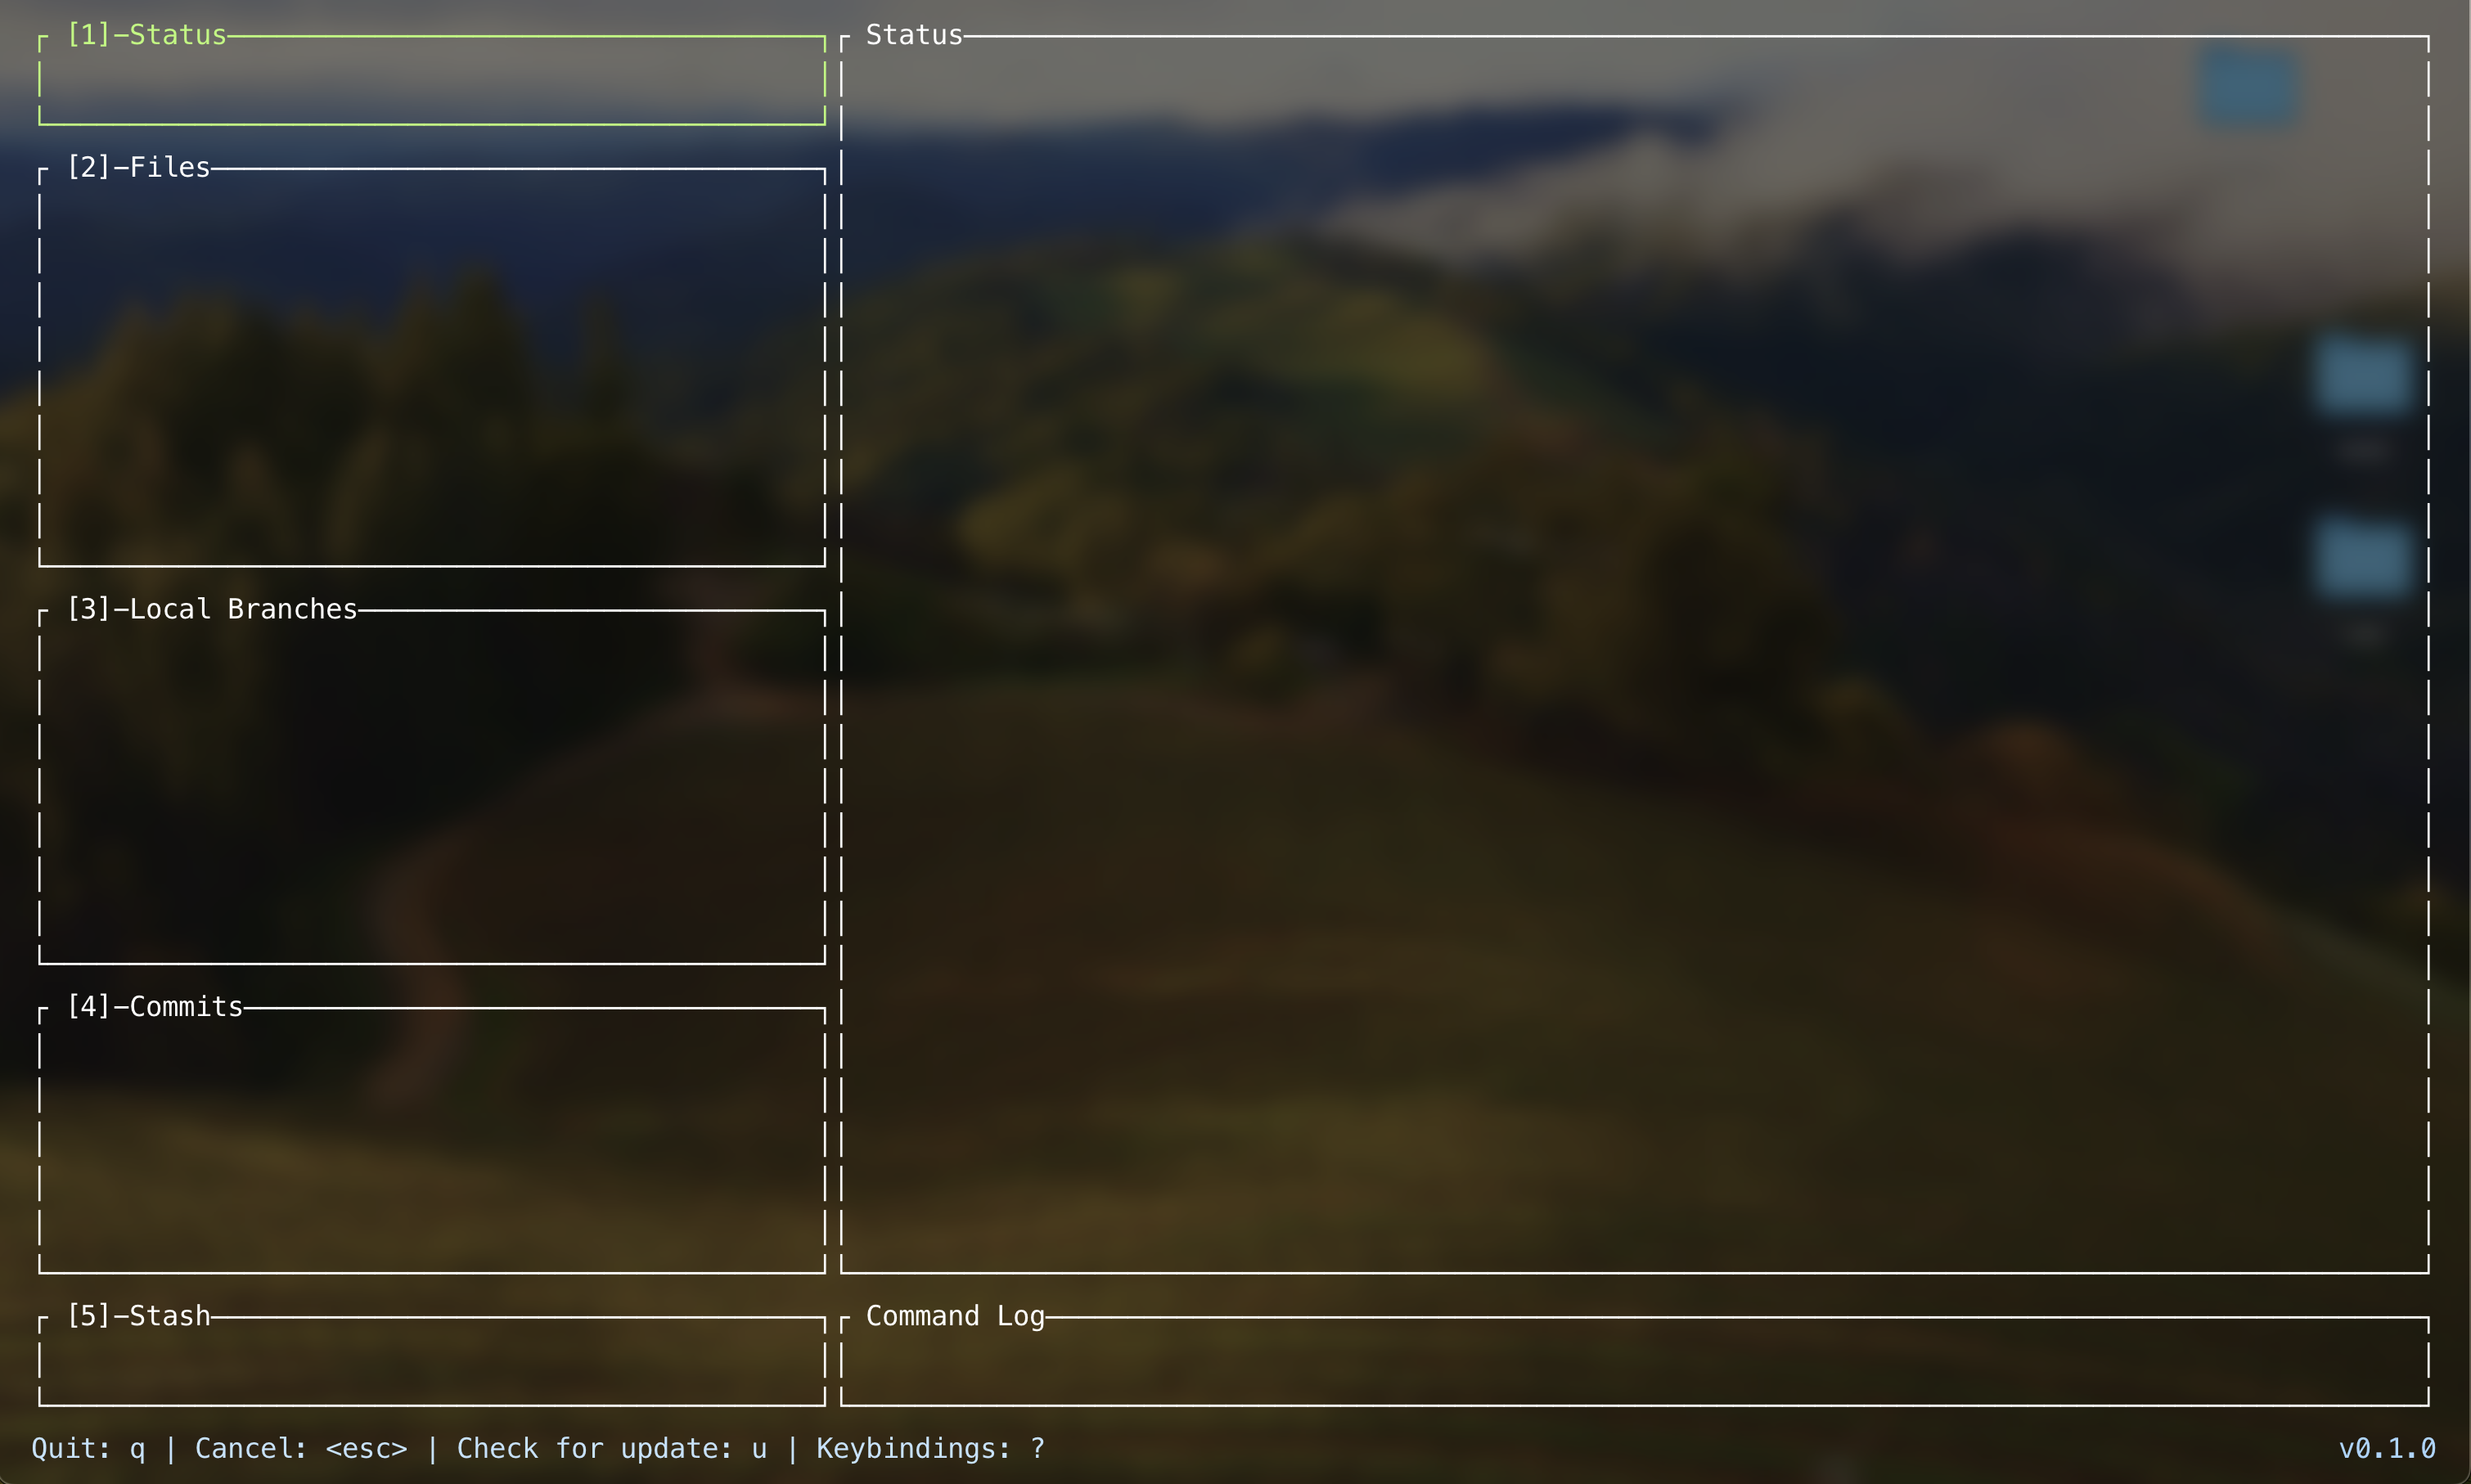 [1]-Status
Status
[2]-Files
[3]-Local Branches
[4]-Commits
[5]-Stash
Command Log
Quit: q | Cancel: <esc> | Check for update: u | Keybindings: ?
v0.1.0